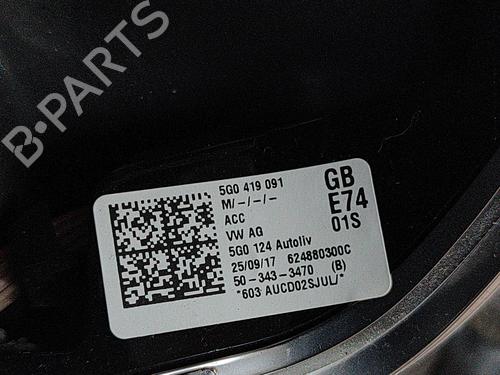 B-PARTS
5G0 419 091
M/-/-/-
ACC
VW AG
5G0 124 Autoliv
25/09/17 624880300C
50-343-3470 (B)
*603 AUCD02SJUL/*
GB
E74
01S